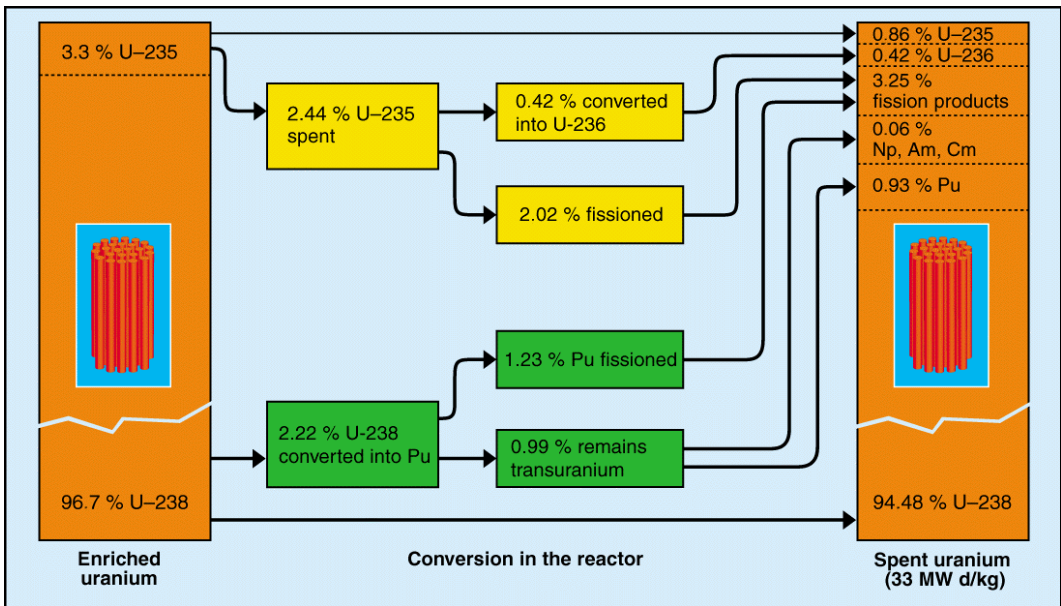 3.3 % U–235
96.7 % U–238
Enriched
uranium
2.44 % U–235
spent
0.42 % converted
into U-236
2.02 % fissioned
1.23 % Pu fissioned
2.22 % U-238
converted into Pu
0.99 % remains
transuranium
Conversion in the reactor
0.86 % U–235
0.42 % U–236
3.25 %
fission products
0.06 %
Np, Am, Cm
0.93 % Pu
94.48 % U–238
Spent uranium
(33 MW d/kg)